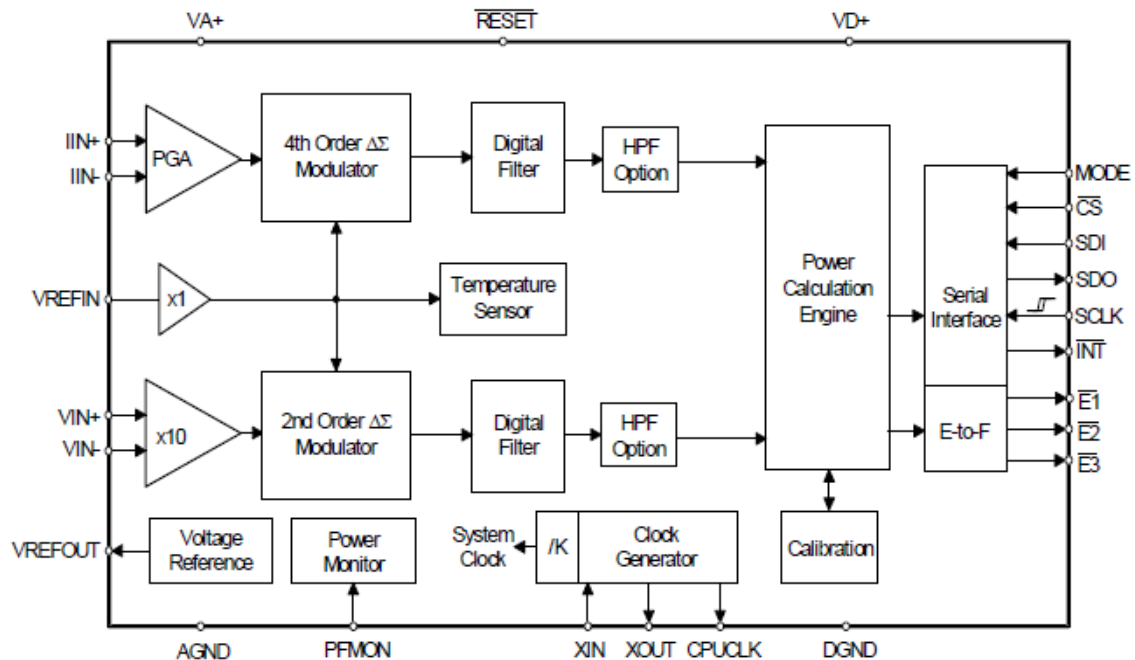 VA+
RESET
VD+
IIN+
IIN-
PGA
4th Order ΔΣ
Modulator
Digital
Filter
HPF
Option
VREFIN
x1
Temperature
Sensor
VIN+
VIN-
x10
2nd Order ΔΣ
Modulator
Digital
Filter
HPF
Option
Power
Calculation
Engine
Serial
Interface
E-to-F
MODE
CS
SDI
SDO
SCLK
INT
E1
E2
E3
VREFOUT
Voltage
Reference
Power
Monitor
System
Clock
/K
Clock
Generator
Calibration
AGND
PFMON
XIN
XOUT
CPUCLK
DGND